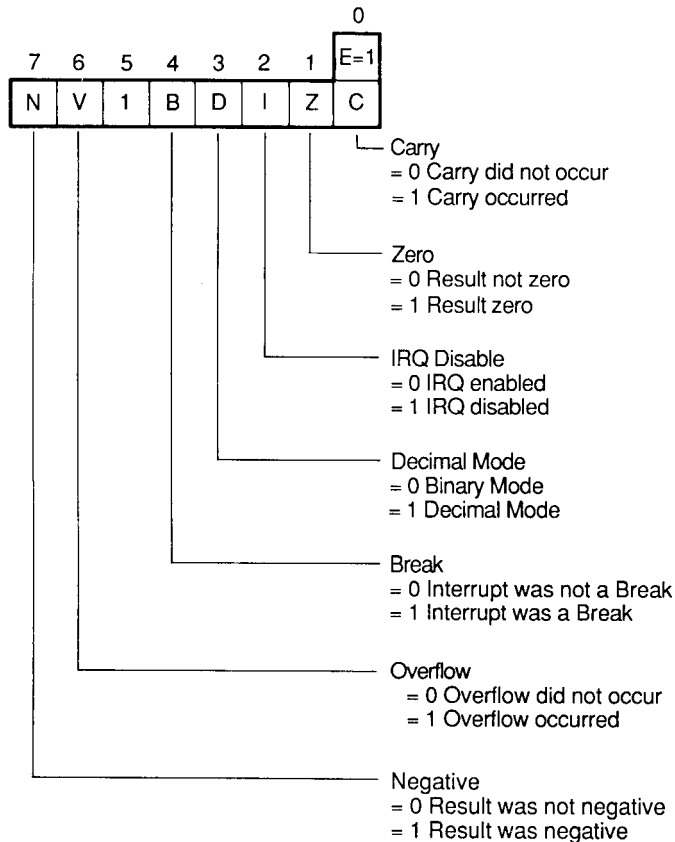 0
7 6 5 4 3 2 1 E=1
N V 1 B D I Z C
Carry
= 0 Carry did not occur
= 1 Carry occurred
Zero
= 0 Result not zero
= 1 Result zero
IRQ Disable
= 0 IRQ enabled
= 1 IRQ disabled
Decimal Mode
= 0 Binary Mode
= 1 Decimal Mode
Break
= 0 Interrupt was not a Break
= 1 Interrupt was a Break
Overflow
= 0 Overflow did not occur
= 1 Overflow occurred
Negative
= 0 Result was not negative
= 1 Result was negative